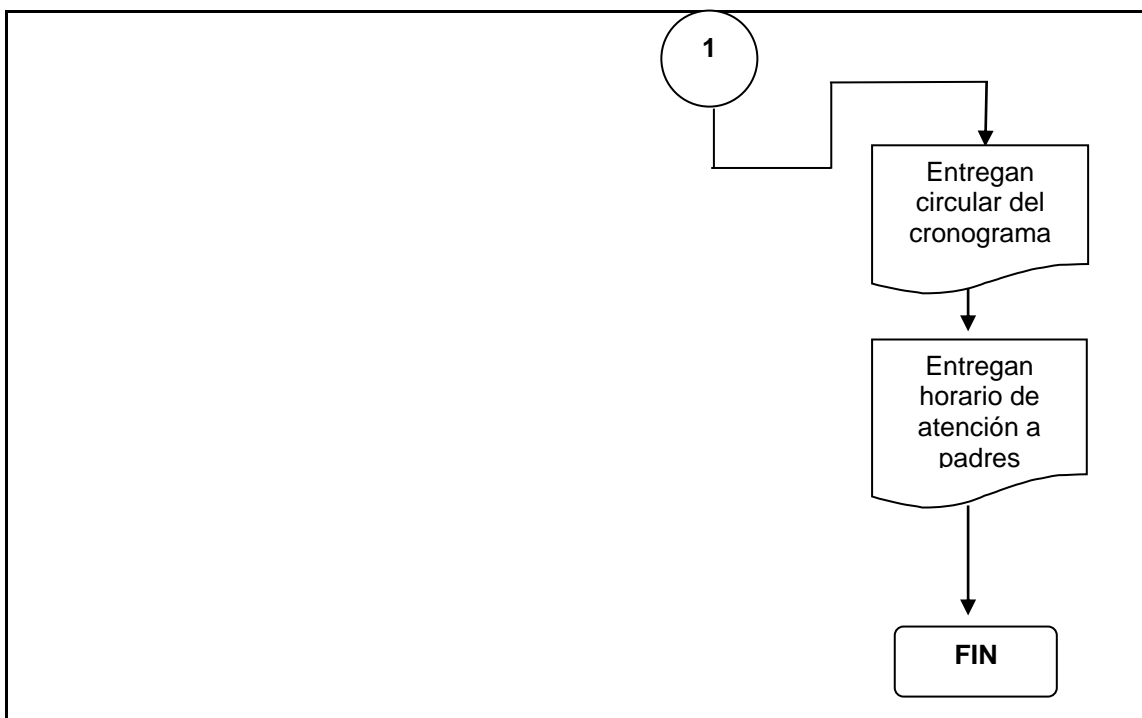 1
Entregan
circular del
cronograma
Entregan
horario de
atención a
padres
FIN